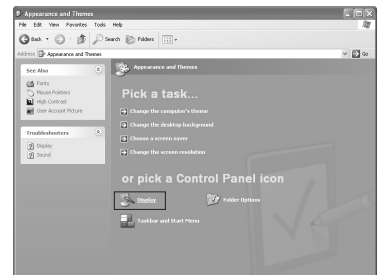 Appearance and Themes
File Edit View Favorites Tools Help
Back Search Folders
Address Appearance and Themes Go
See Also
Fonts
Mouse Pointers
High Contrast
User Account Picture
Troubleshooters
Display
Sound
Appearance and Themes
Pick a task...
Change the computer's theme
Change the desktop background
Choose a screen saver
Change the screen resolution
or pick a Control Panel icon
Display Folder Options
Taskbar and Start Menu